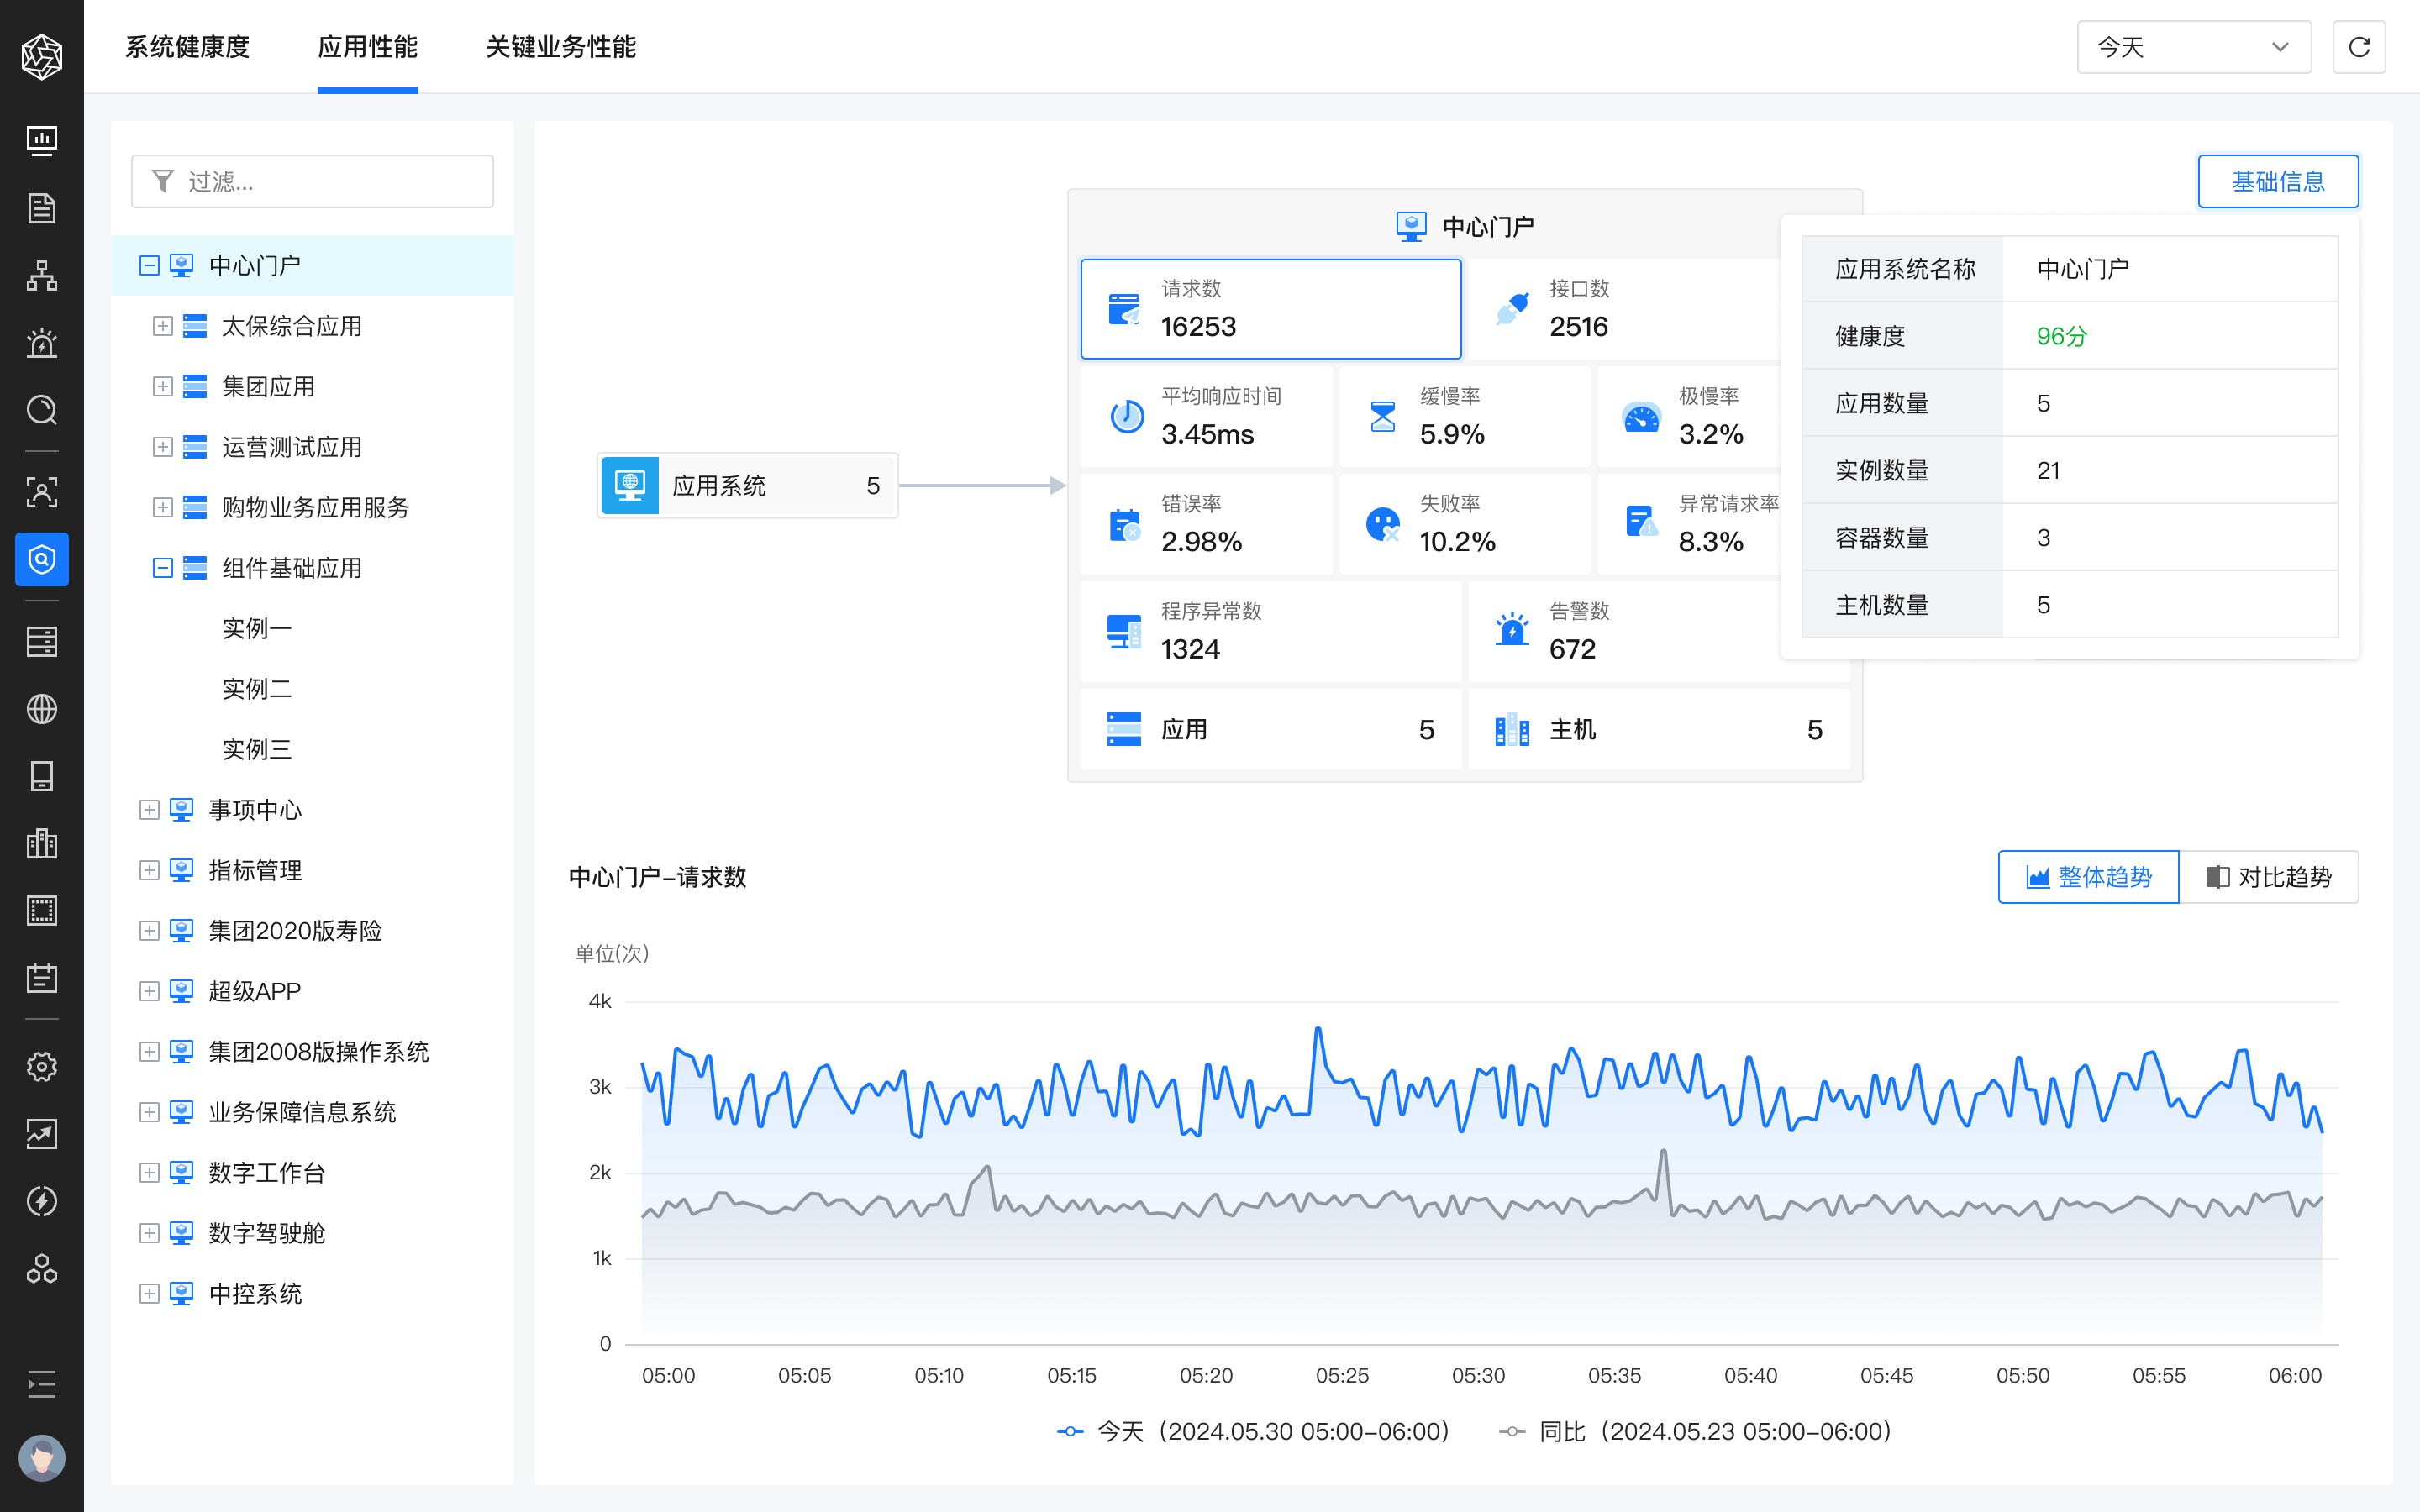 系统健康度
应用性能
关键业务性能
今天
过滤...
中心门户
太保综合应用
集团应用
运营测试应用
购物业务应用服务
组件基础应用
实例一
实例二
实例三
事项中心
指标管理
集团2020版寿险
超级APP
集团2008版操作系统
业务保障信息系统
数字工作台
数字驾驶舱
中控系统
应用系统 5
中心门户
请求数
16253
接口数
2516
平均响应时间
3.45ms
缓慢率
5.9%
极慢率
3.2%
错误率
2.98%
失败率
10.2%
异常请求率
8.3%
程序异常数
1324
告警数
672
应用 5
主机 5
基础信息
应用系统名称 中心门户
健康度 96分
应用数量 5
实例数量 21
容器数量 3
主机数量 5
中心门户-请求数
整体趋势
对比趋势
单位(次)
4k
3k
2k
1k
0
05:00 05:05 05:10 05:15 05:20 05:25 05:30 05:35 05:40 05:45 05:50 05:55 06:00
今天（2024.05.30 05:00-06:00）
同比（2024.05.23 05:00-06:00）